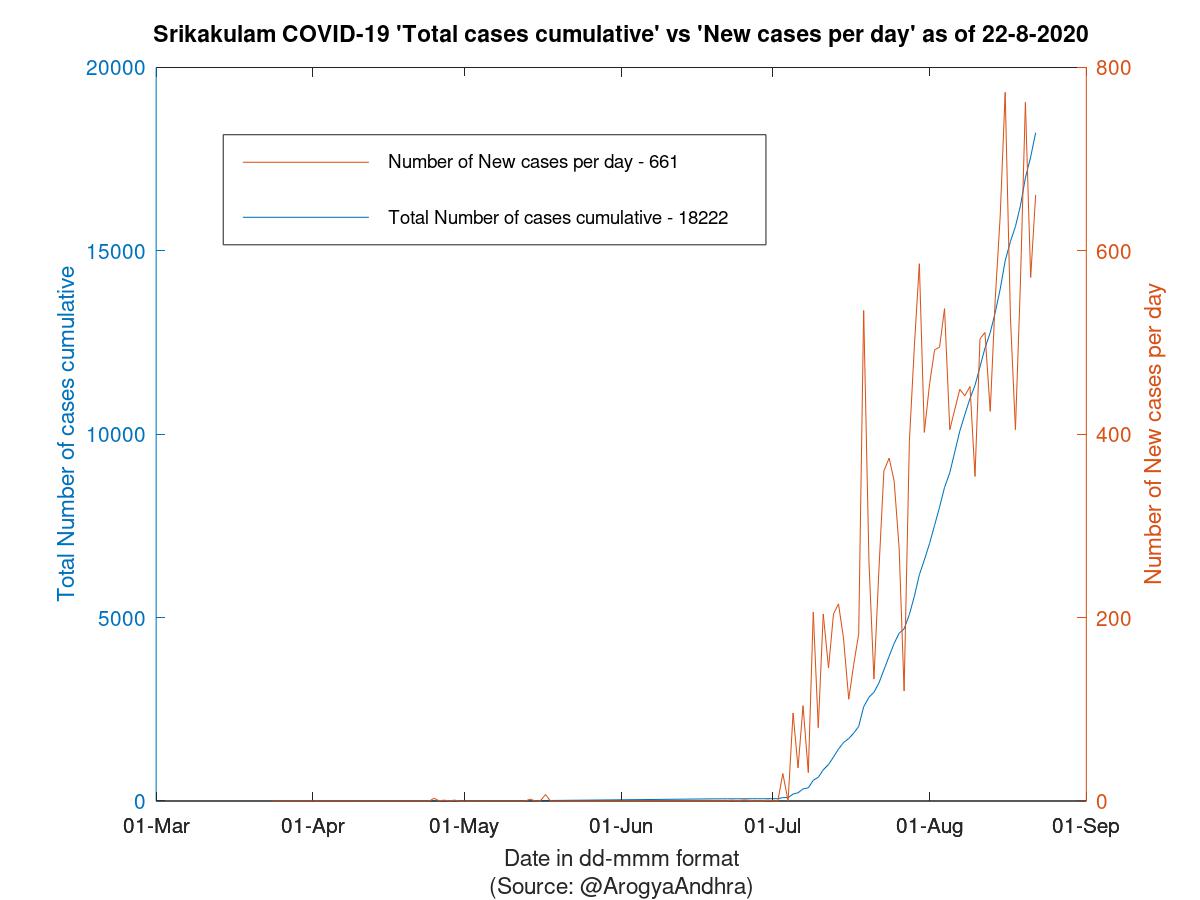 Srikakulam COVID-19 'Total cases cumulative' vs 'New cases per day' as of 22-8-2020
20000
15000
10000
5000
0
Total Number of cases cumulative
Number of New cases per day - 661
Total Number of cases cumulative - 18222
800
600
400
200
0
Number of New cases per day
01-Mar 01-Apr 01-May 01-Jun 01-Jul 01-Aug 01-Sep
Date in dd-mmm format
(Source: @ArogyaAndhra)